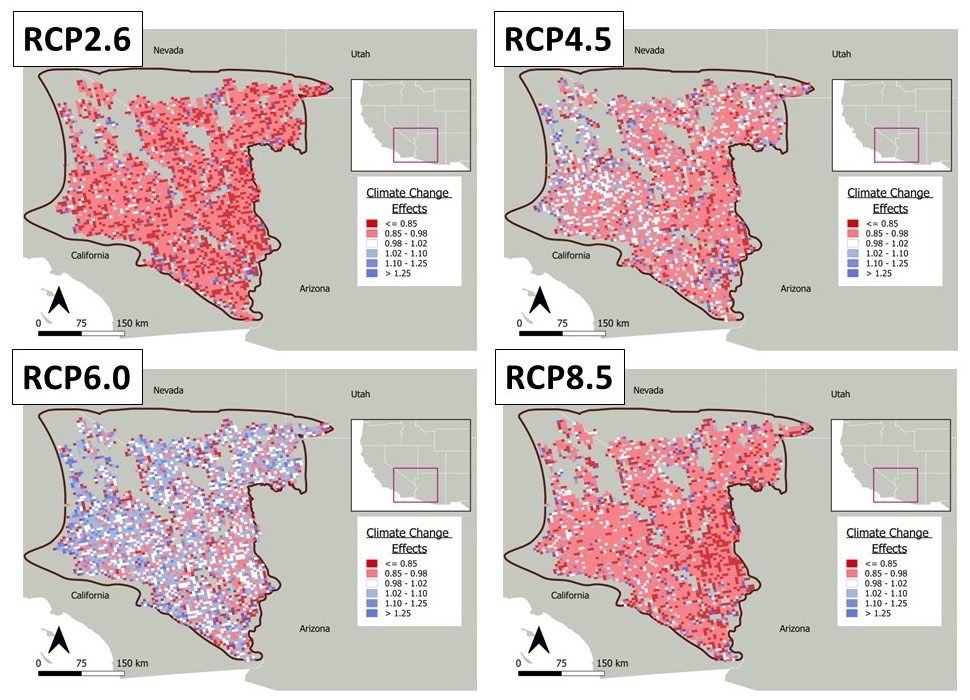 RCP2.6
Nevada
Utah
Climate Change
Effects
<= 0.85
0.85 - 0.98
0.98 - 1.02
1.02 - 1.10
1.10 - 1.25
> 1.25
California
Arizona
0 75 150 km
RCP4.5
Nevada
Utah
Climate Change
Effects
<= 0.85
0.85 - 0.98
0.98 - 1.02
1.02 - 1.10
1.10 - 1.25
> 1.25
California
Arizona
0 75 150 km
RCP6.0
Nevada
Utah
Climate Change
Effects
<= 0.85
0.85 - 0.98
0.98 - 1.02
1.02 - 1.10
1.10 - 1.25
> 1.25
California
Arizona
0 75 150 km
RCP8.5
Nevada
Utah
Climate Change
Effects
<= 0.85
0.85 - 0.98
0.98 - 1.02
1.02 - 1.10
1.10 - 1.25
> 1.25
California
Arizona
0 75 150 km